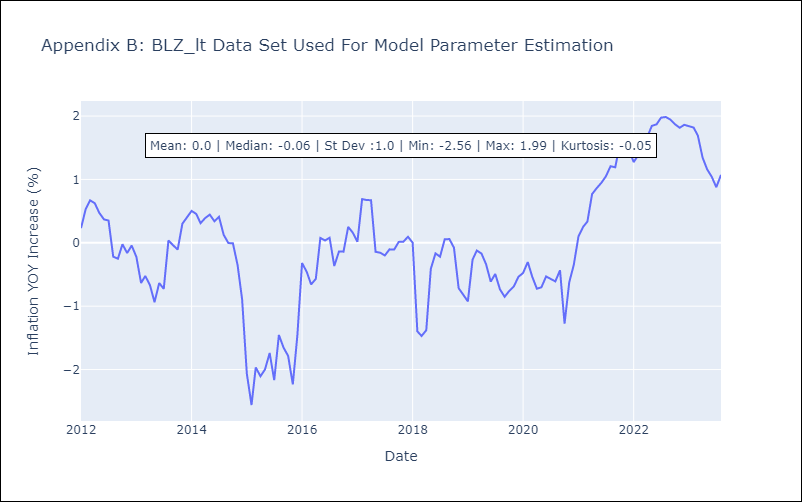 Appendix B: BLZ_lt Data Set Used For Model Parameter Estimation
Mean: 0.0 | Median: -0.06 | St Dev :1.0 | Min: -2.56 | Max: 1.99 | Kurtosis: -0.05
Inflation YOY Increase (%)
2
1
0
−1
−2
2012 2014 2016 2018 2020 2022
Date